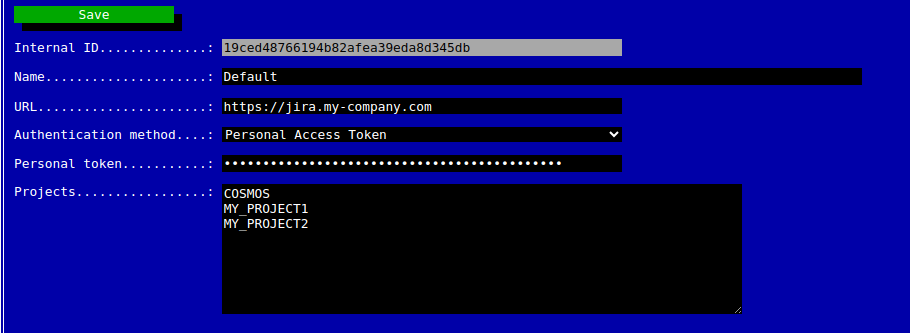 Save
Internal ID..............: 19ced48766194b82afea39eda8d345db
Name.....................: Default
URL......................: https://jira.my-company.com
Authentication method....: Personal Access Token
Personal token...........: ••••••••••••••••••••••••••••••••••••••••••••
Projects.................: COSMOS
MY_PROJECT1
MY_PROJECT2